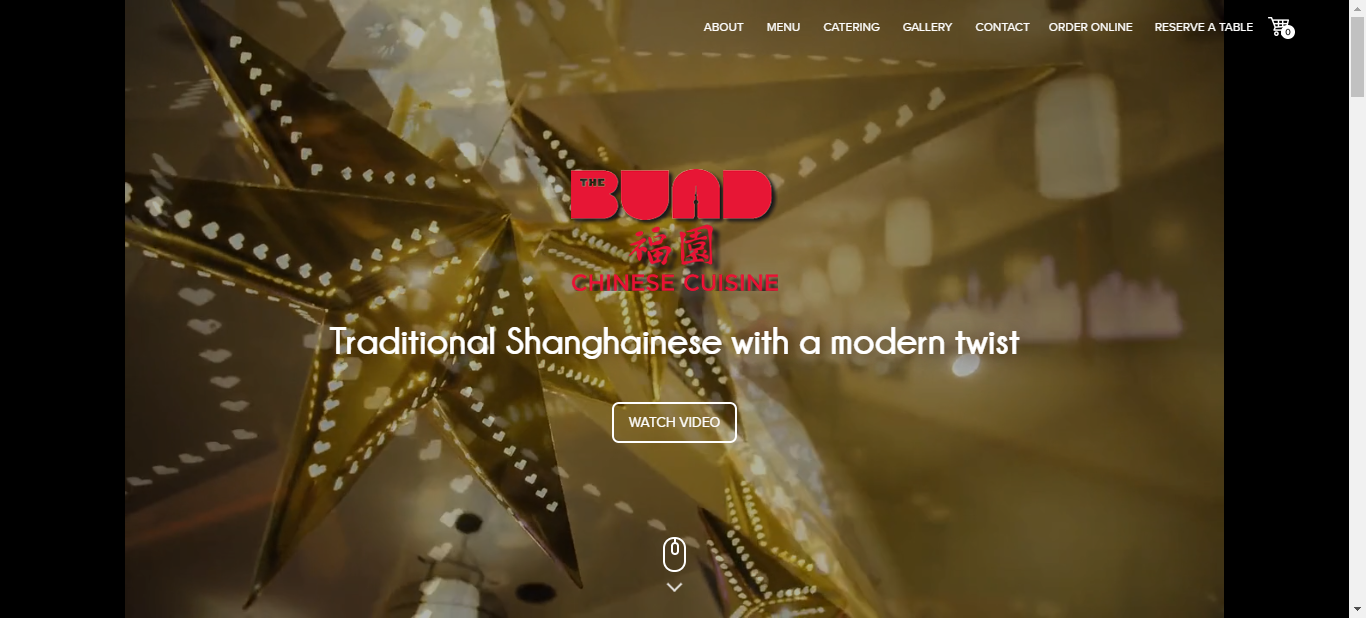 ABOUT MENU CATERING GALLERY CONTACT ORDER ONLINE RESERVE A TABLE 0
THE BUND
福園
CHINESE CUISINE
Traditional Shanghainese with a modern twist
WATCH VIDEO